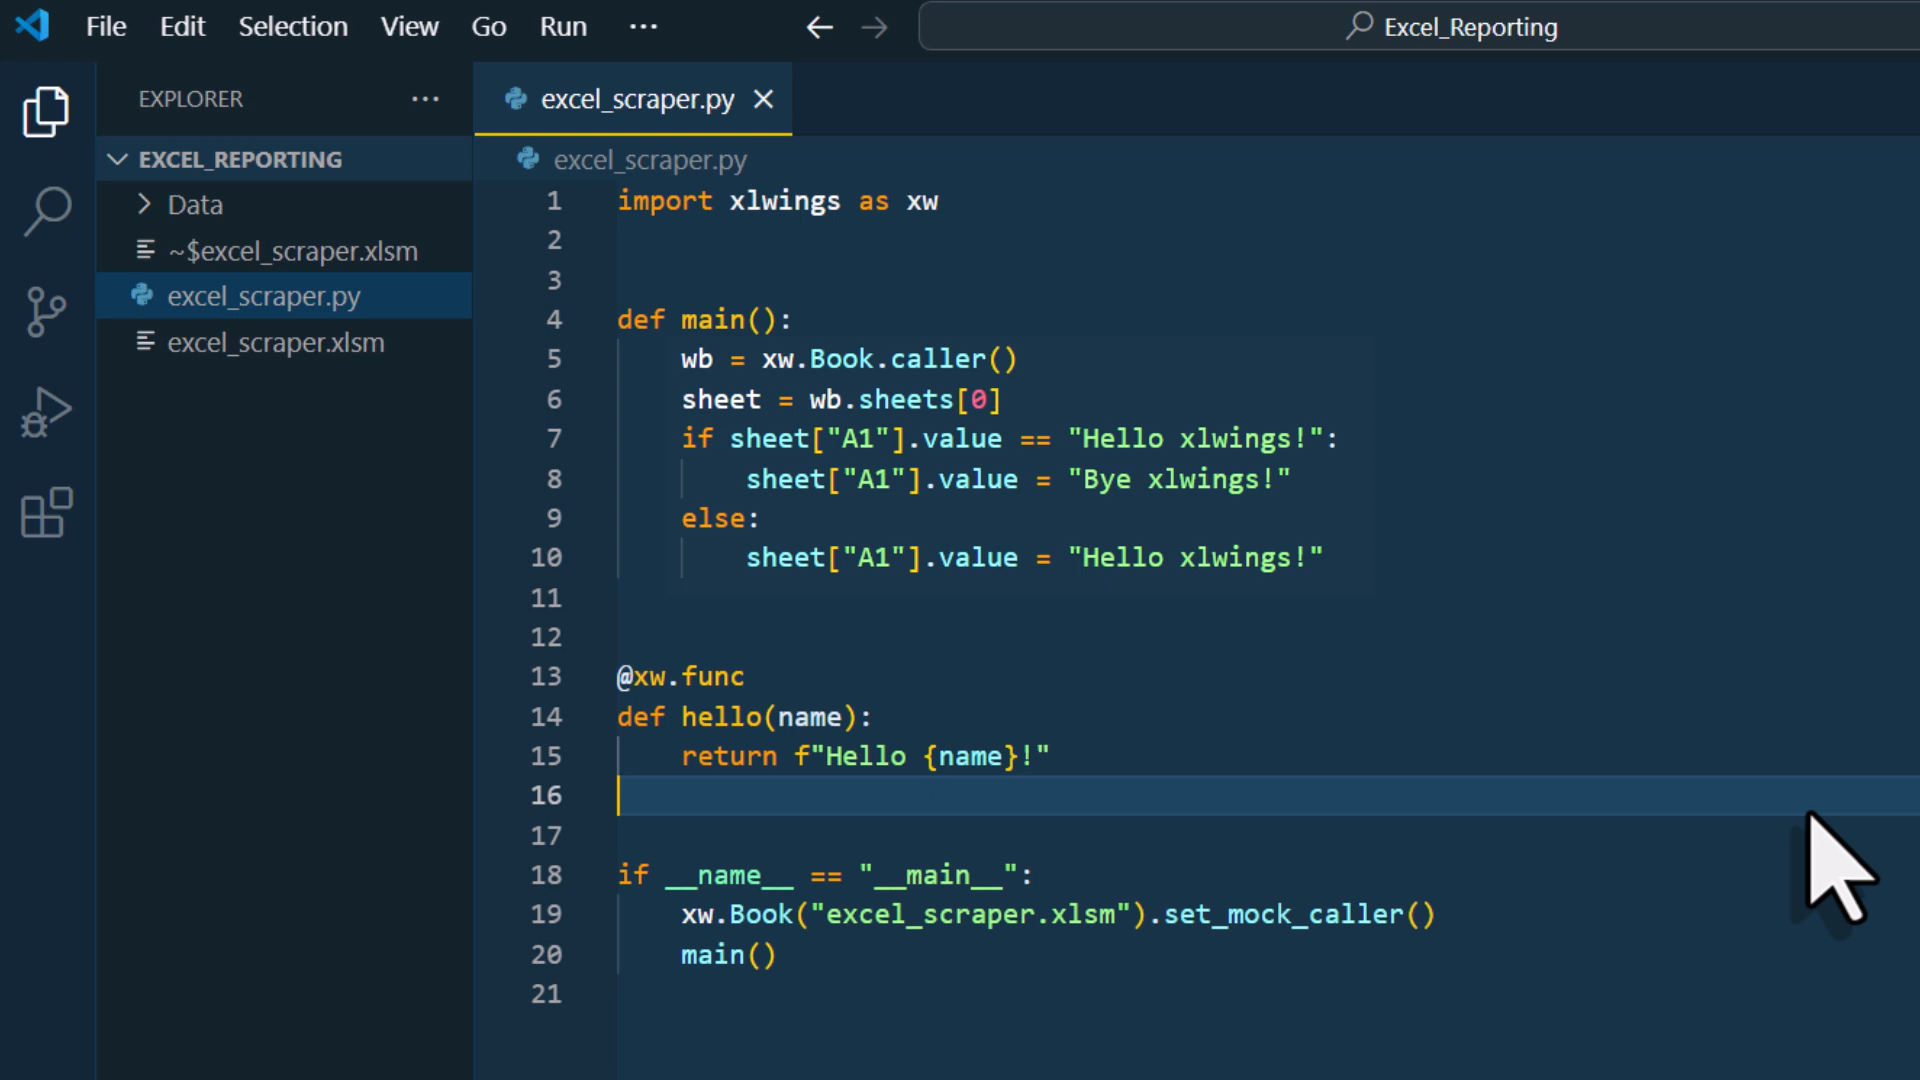 File Edit Selection View Go Run ··· Excel_Reporting
EXPLORER ···
EXCEL_REPORTING
Data
~$excel_scraper.xlsm
excel_scraper.py
excel_scraper.xlsm
excel_scraper.py
excel_scraper.py
1 import xlwings as xw
2
3
4 def main():
5     wb = xw.Book.caller()
6     sheet = wb.sheets[0]
7     if sheet["A1"].value == "Hello xlwings!":
8         sheet["A1"].value = "Bye xlwings!"
9     else:
10         sheet["A1"].value = "Hello xlwings!"
11
12
13 @xw.func
14 def hello(name):
15     return f"Hello {name}!"
16
17
18 if __name__ == "__main__":
19     xw.Book("excel_scraper.xlsm").set_mock_caller()
20     main()
21